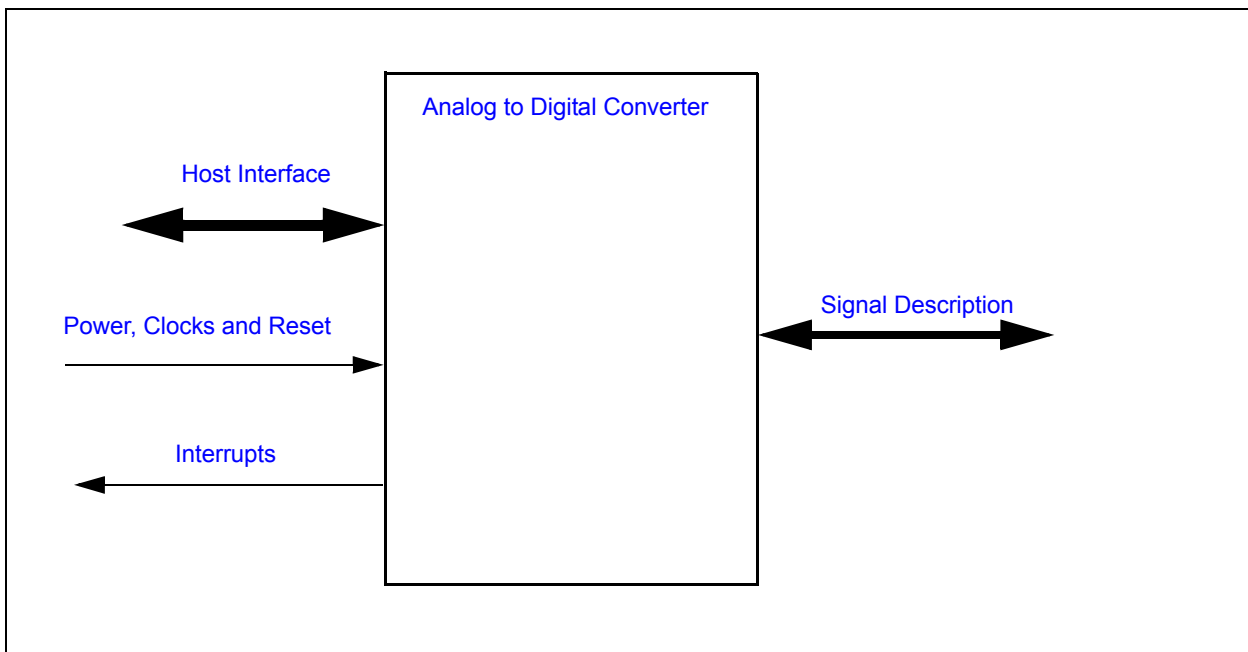 Analog to Digital Converter
Host Interface
Signal Description
Power, Clocks and Reset
Interrupts